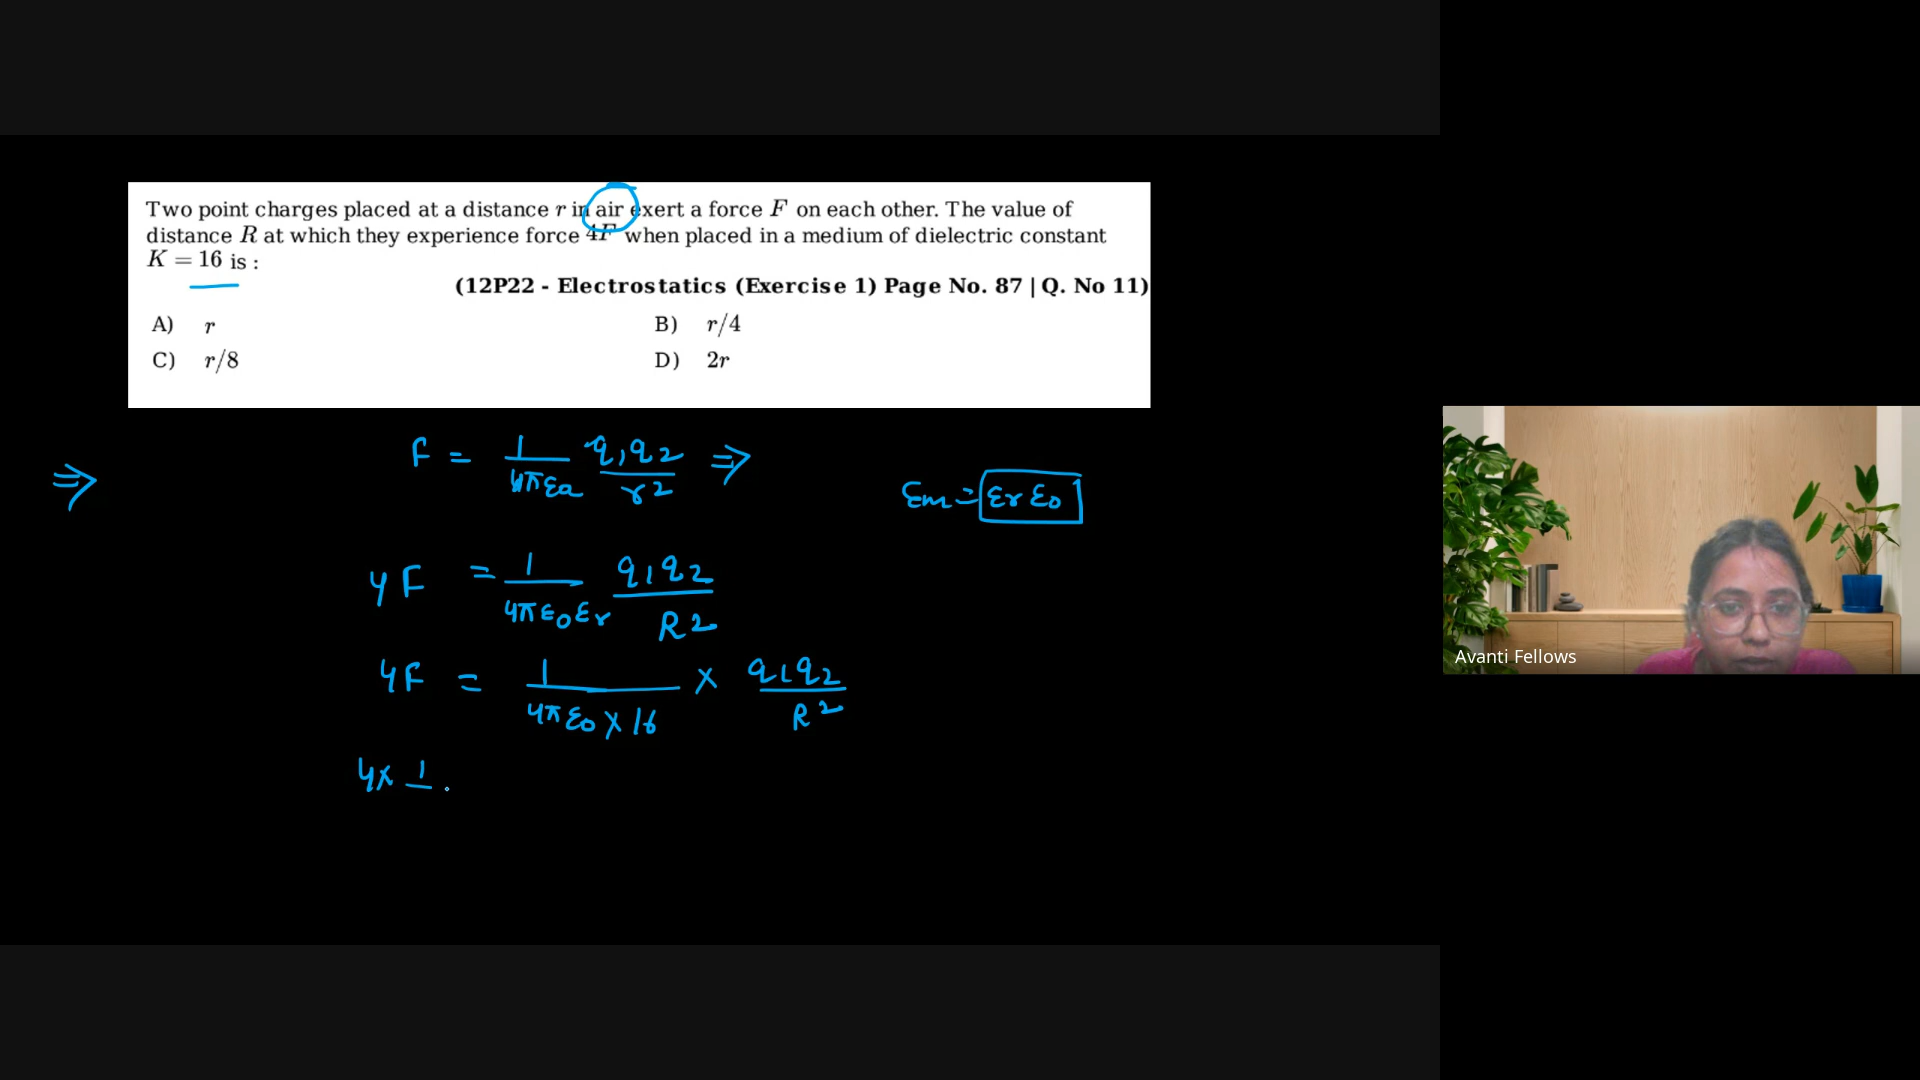 Two point charges placed at a distance r in air exert a force F on each other. The value of
distance R at which they experience force 4F when placed in a medium of dielectric constant
K = 16 is :
(12P22 - Electrostatics (Exercise 1) Page No. 87 | Q. No 11)
A) r B) r/4
C) r/8 D) 2r
⇒ F = 1/4πεa q1q2/r2 ⇒
εm = εrε0
4F = 1/4πε0εr q1q2/R2
4F = 1/4πε0×16 × q1q2/R2
4× 1
Avanti Fellows